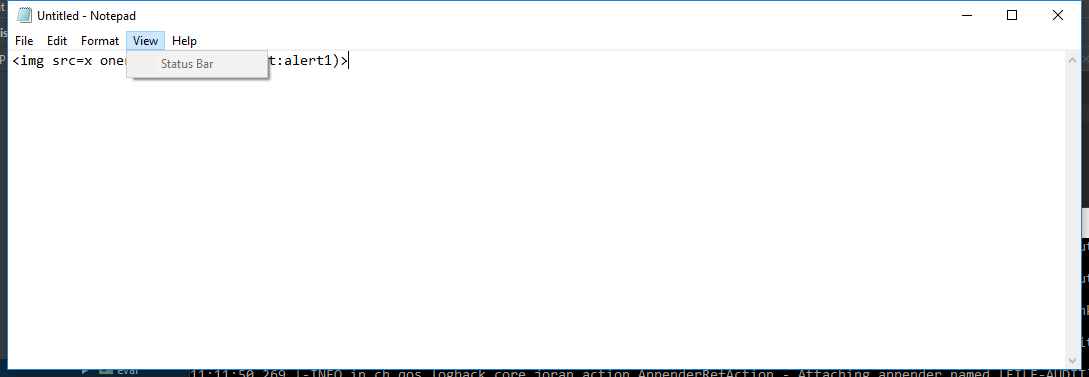 Untitled - Notepad
File Edit Format View Help
<img src=x one t:alert1)>
Status Bar
eval
11:11:50,269 |-INFO in ch.qos.logback.core.joran.action.AppenderRefAction - Attaching appender named [FILE-AUDIT